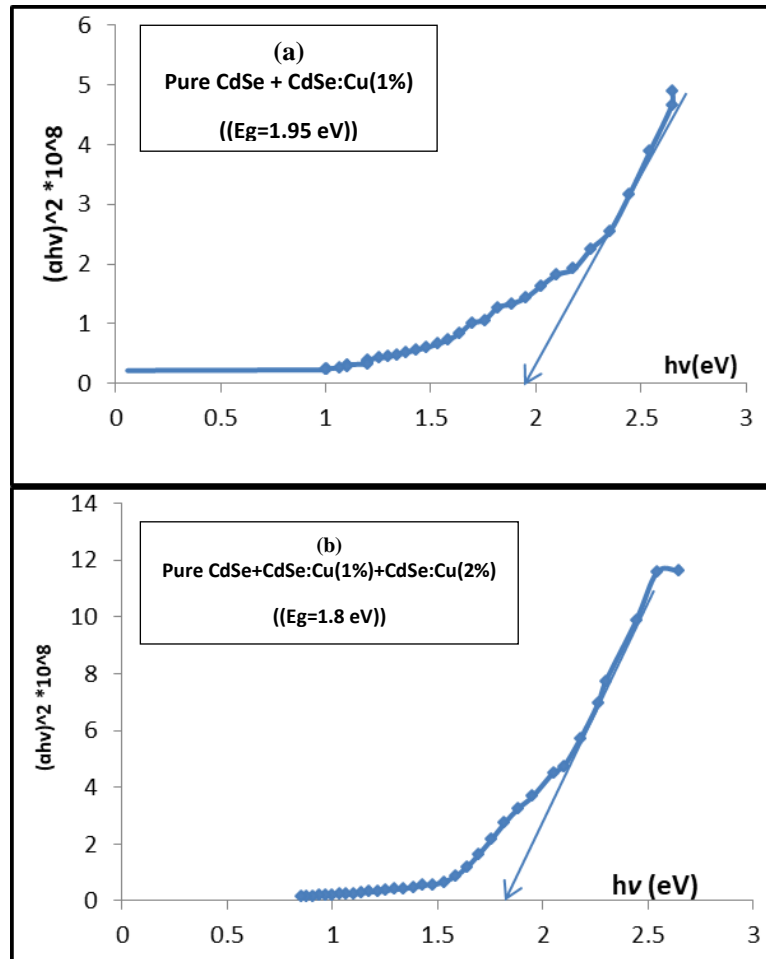 (a)
Pure CdSe + CdSe:Cu(1%)
((Eg=1.95 eV))
(αhν)^2 *10^8
6
5
4
3
2
1
0
0 0.5 1 1.5 2 2.5 3
hν(eV)
(b)
Pure CdSe+CdSe:Cu(1%)+CdSe:Cu(2%)
((Eg=1.8 eV))
(αhν)^2 *10^8
14
12
10
8
6
4
2
0
0 0.5 1 1.5 2 2.5 3
hν (eV)